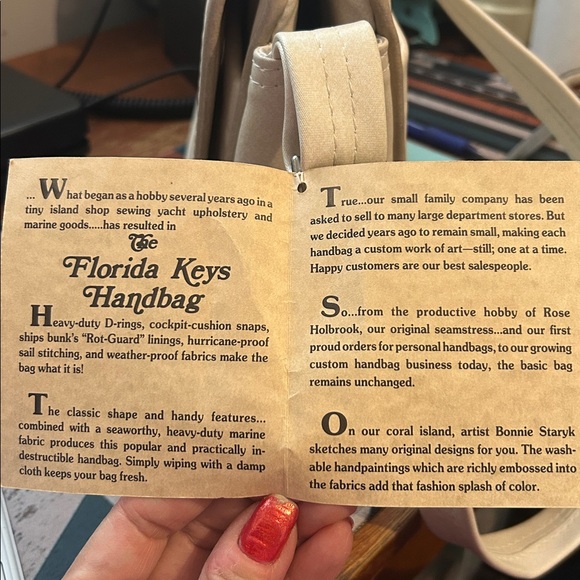 ... What began as a hobby several years ago in a
tiny island shop sewing yacht upholstery and
marine goods.....has resulted in
The
Florida Keys
Handbag
Heavy-duty D-rings, cockpit-cushion snaps,
ships bunk's "Rot-Guard" linings, hurricane-proof
sail stitching, and weather-proof fabrics make the
bag what it is!
The classic shape and handy features...
combined with a seaworthy, heavy-duty marine
fabric produces this popular and practically in-
destructible handbag. Simply wiping with a damp
cloth keeps your bag fresh.
True...our small family company has been
asked to sell to many large department stores. But
we decided years ago to remain small, making each
handbag a custom work of art—still; one at a time.
Happy customers are our best salespeople.
So...from the productive hobby of Rose
Holbrook, our original seamstress...and our first
proud orders for personal handbags, to our growing
custom handbag business today, the basic bag
remains unchanged.
On our coral island, artist Bonnie Staryk
sketches many original designs for you. The wash-
able handpaintings which are richly embossed into
the fabrics add that fashion splash of color.